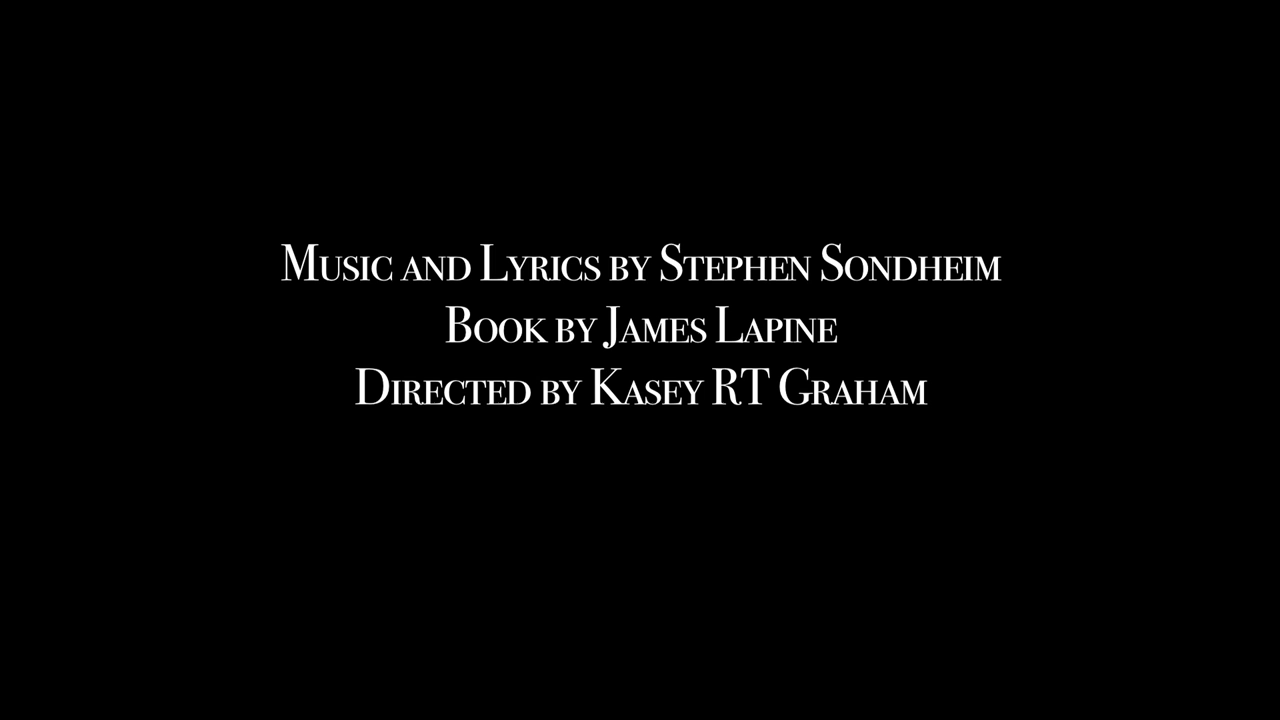 Music and Lyrics by Stephen Sondheim
Book by James Lapine
Directed by Kasey RT Graham